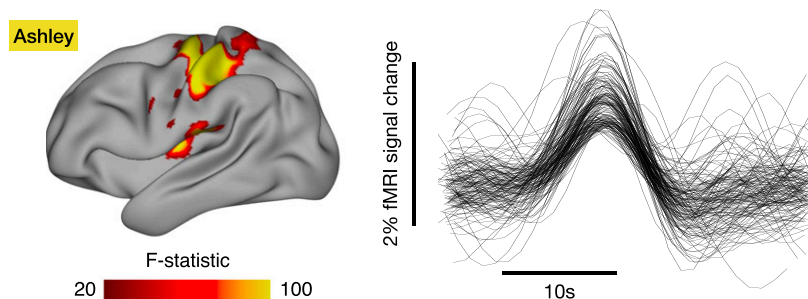 Ashley
F-statistic
20
100
2% fMRI signal change
10s